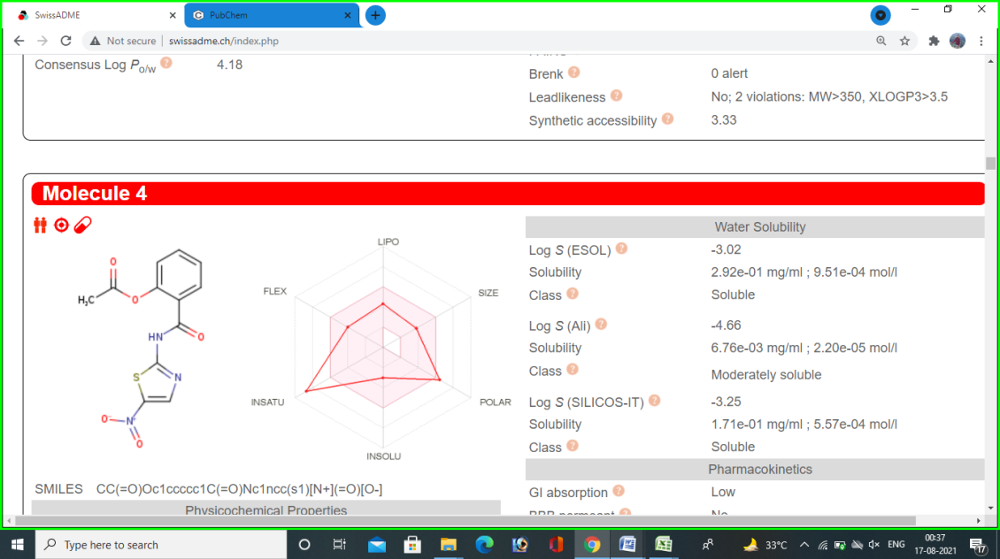 SwissADME
PubChem
Not secure | swissadme.ch/index.php
Consensus Log Po/w ? 4.18
Brenk ? 0 alert
Leadlikeness ? No; 2 violations: MW>350, XLOGP3>3.5
Synthetic accessibility ? 3.33
Molecule 4
LIPO
FLEX
SIZE
INSATU
POLAR
INSOLU
O
H3C
O
HN
O
S
N
O-
N+
O
SMILES CC(=O)Oc1ccccc1C(=O)Nc1ncc(s1)[N+](=O)[O-]
Physicochemical Properties
Water Solubility
Log S (ESOL) ? -3.02
Solubility 2.92e-01 mg/ml ; 9.51e-04 mol/l
Class ? Soluble
Log S (Ali) ? -4.66
Solubility 6.76e-03 mg/ml ; 2.20e-05 mol/l
Class ? Moderately soluble
Log S (SILICOS-IT) ? -3.25
Solubility 1.71e-01 mg/ml ; 5.57e-04 mol/l
Class ? Soluble
Pharmacokinetics
GI absorption ? Low
BBB permeant ? No
Type here to search
33°C
ENG
00:37
17-08-2021
17